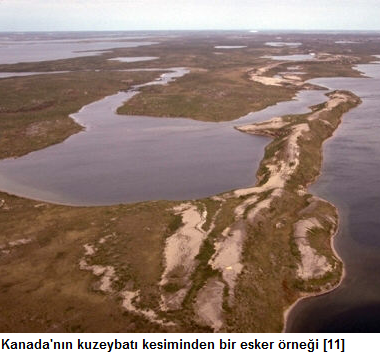 Kanada'nın kuzeybatı kesiminden bir esker örneği [11]